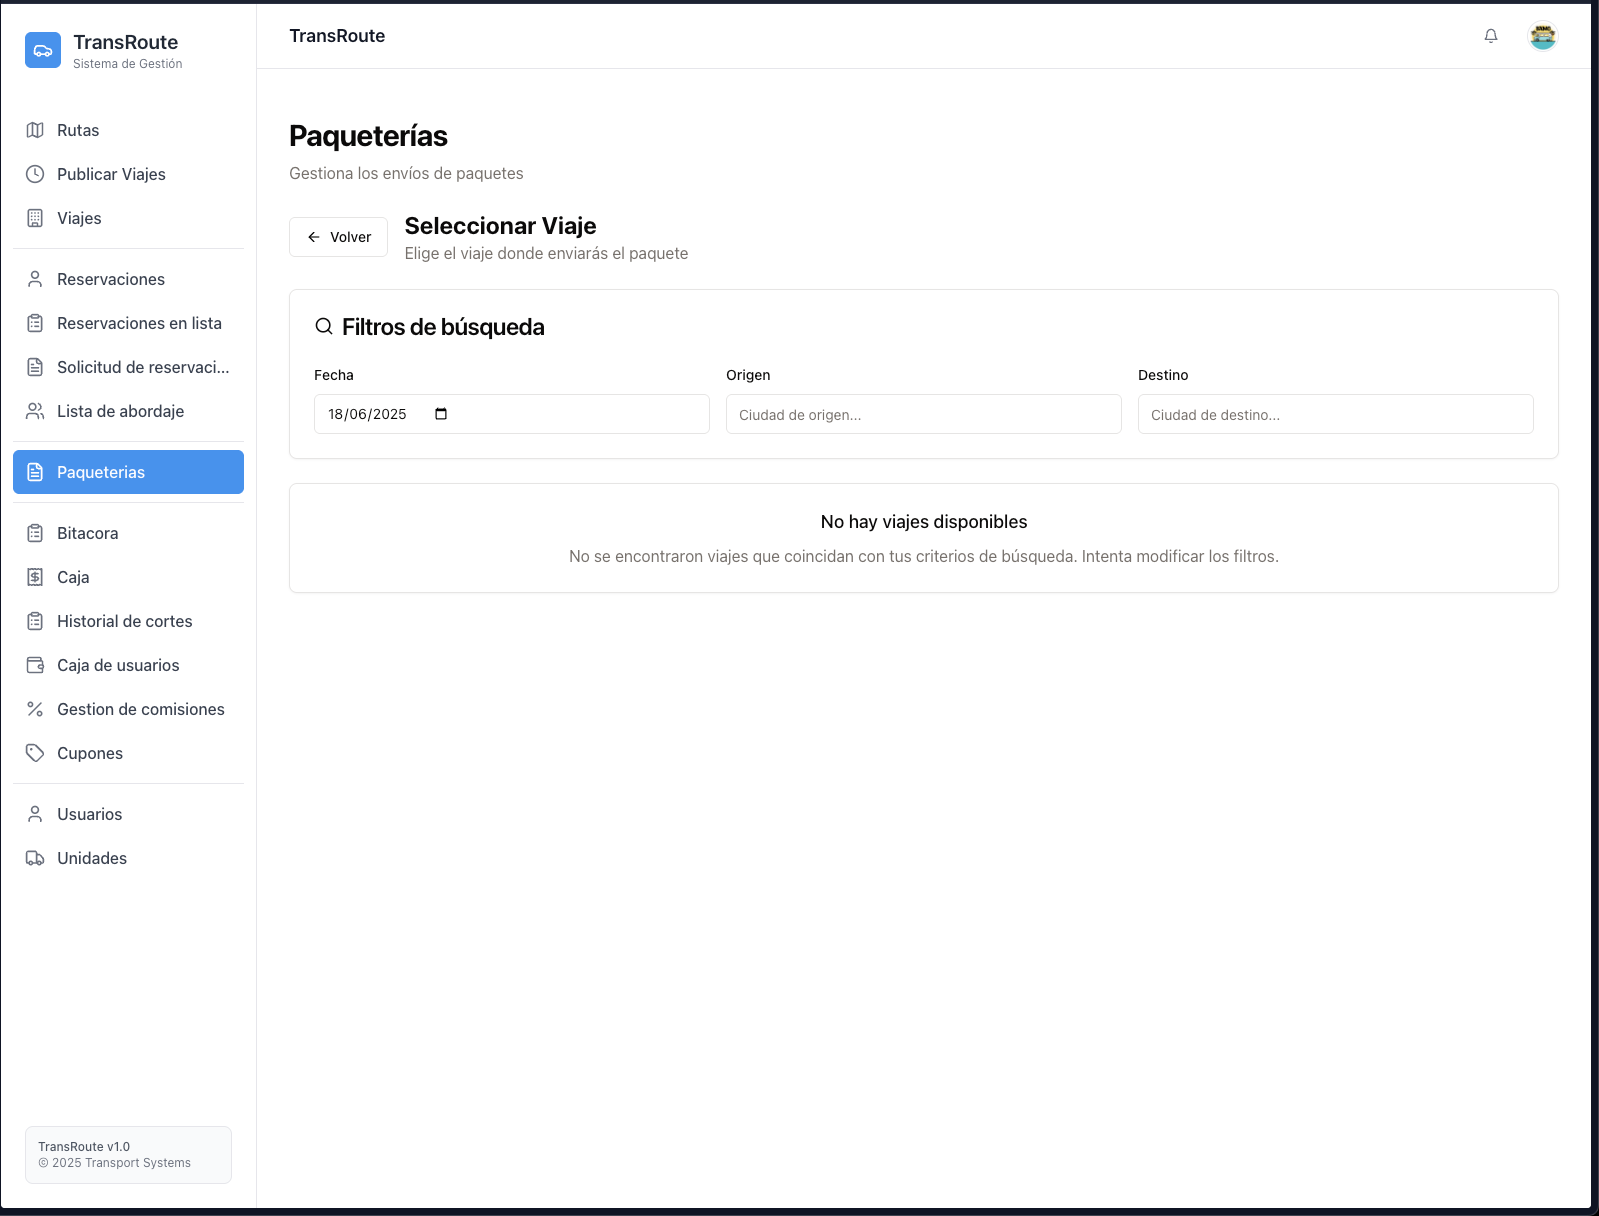 TransRoute
Sistema de Gestión
Rutas
Publicar Viajes
Viajes
Reservaciones
Reservaciones en lista
Solicitud de reservaci...
Lista de abordaje
Paqueterias
Bitacora
Caja
Historial de cortes
Caja de usuarios
Gestion de comisiones
Cupones
Usuarios
Unidades
TransRoute v1.0
© 2025 Transport Systems
TransRoute
Paqueterías
Gestiona los envíos de paquetes
Volver
Seleccionar Viaje
Elige el viaje donde enviarás el paquete
Filtros de búsqueda
Fecha
18/06/2025
Origen
Ciudad de origen...
Destino
Ciudad de destino...
No hay viajes disponibles
No se encontraron viajes que coincidan con tus criterios de búsqueda. Intenta modificar los filtros.